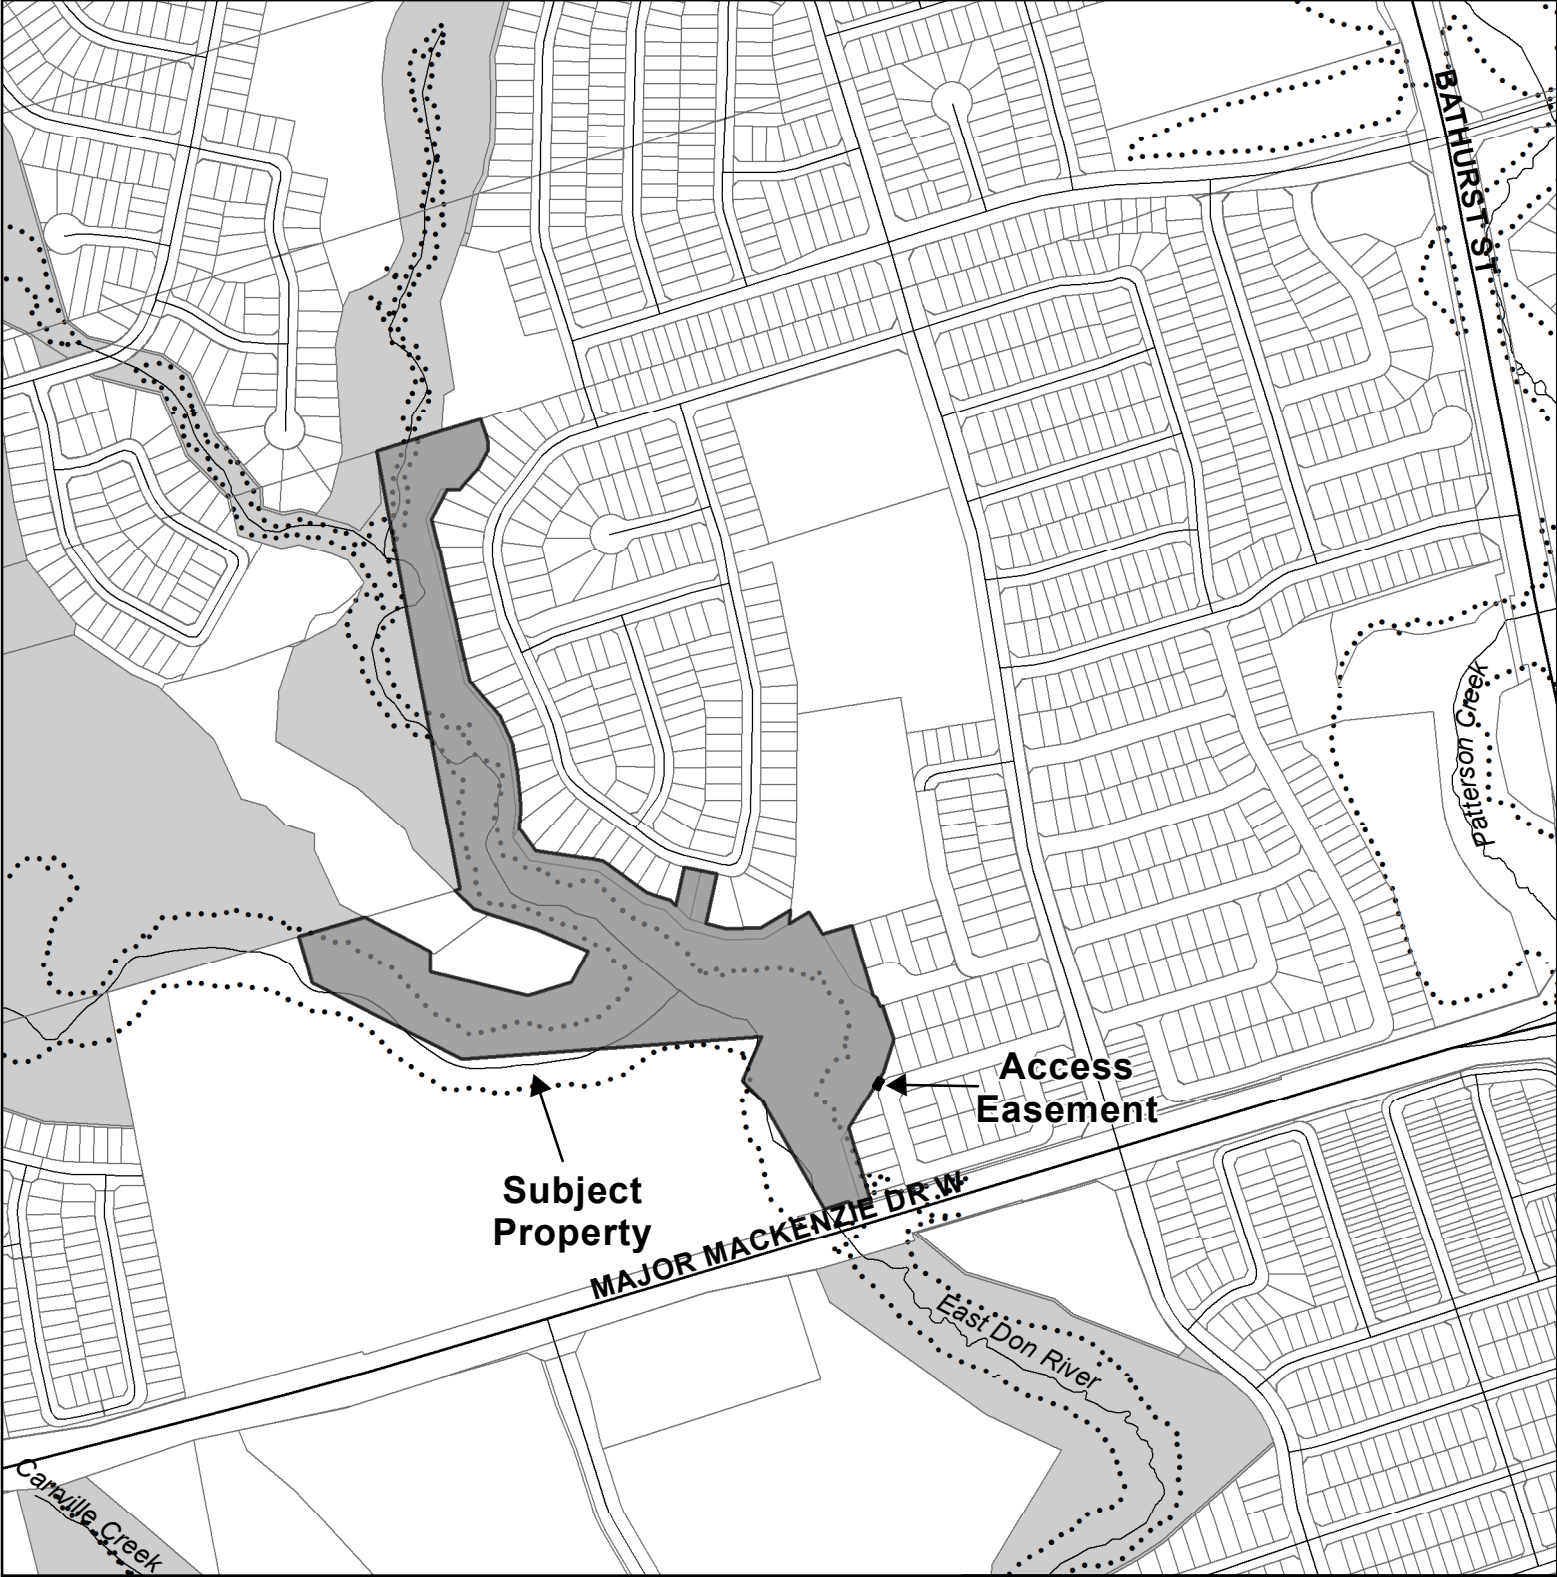 BATHURST ST
Patterson Creek
Access
Easement
Subject
Property
MAJOR MACKENZIE DR W
East Don River
Carrville Creek